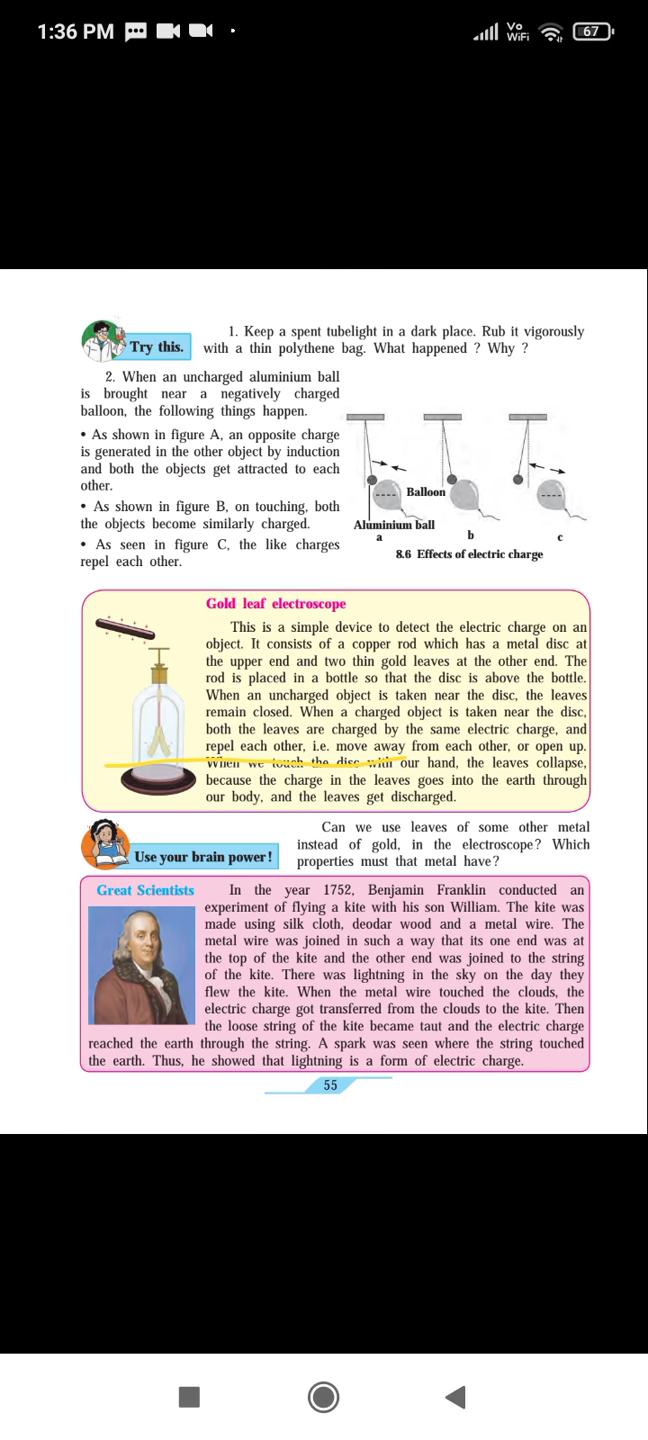 1:36 PM
Vo
WiFi
67
1. Keep a spent tubelight in a dark place. Rub it vigorously
Try this. with a thin polythene bag. What happened ? Why ?
2. When an uncharged aluminium ball
is brought near a negatively charged
balloon, the following things happen.
• As shown in figure A, an opposite charge
is generated in the other object by induction
and both the objects get attracted to each
other.
• As shown in figure B, on touching, both
the objects become similarly charged.
• As seen in figure C, the like charges
repel each other.
Balloon
Aluminium ball
a b c
8.6 Effects of electric charge
Gold leaf electroscope
This is a simple device to detect the electric charge on an
object. It consists of a copper rod which has a metal disc at
the upper end and two thin gold leaves at the other end. The
rod is placed in a bottle so that the disc is above the bottle.
When an uncharged object is taken near the disc, the leaves
remain closed. When a charged object is taken near the disc,
both the leaves are charged by the same electric charge, and
repel each other, i.e. move away from each other, or open up.
When we touch the disc with our hand, the leaves collapse,
because the charge in the leaves goes into the earth through
our body, and the leaves get discharged.
Use your brain power !
Can we use leaves of some other metal
instead of gold, in the electroscope? Which
properties must that metal have?
Great Scientists
In the year 1752, Benjamin Franklin conducted an
experiment of flying a kite with his son William. The kite was
made using silk cloth, deodar wood and a metal wire. The
metal wire was joined in such a way that its one end was at
the top of the kite and the other end was joined to the string
of the kite. There was lightning in the sky on the day they
flew the kite. When the metal wire touched the clouds, the
electric charge got transferred from the clouds to the kite. Then
the loose string of the kite became taut and the electric charge
reached the earth through the string. A spark was seen where the string touched
the earth. Thus, he showed that lightning is a form of electric charge.
55